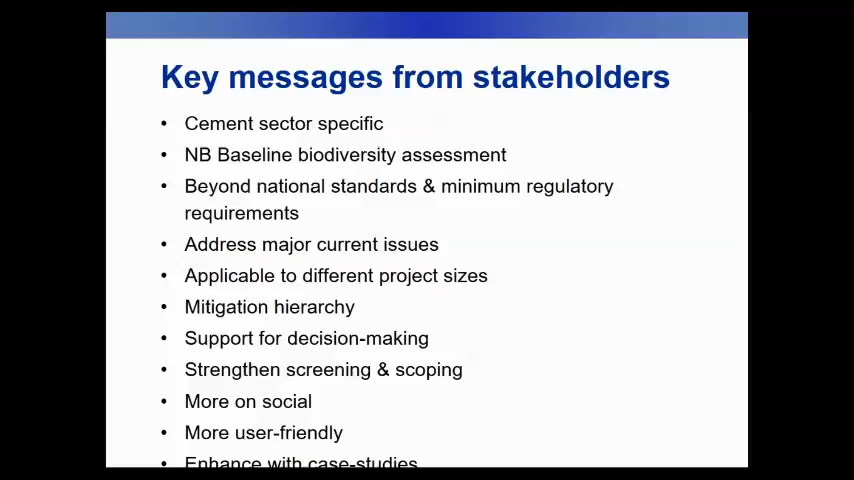 Key messages from stakeholders
• Cement sector specific
• NB Baseline biodiversity assessment
• Beyond national standards & minimum regulatory
requirements
• Address major current issues
• Applicable to different project sizes
• Mitigation hierarchy
• Support for decision-making
• Strengthen screening & scoping
• More on social
• More user-friendly
• Enhance with case-studies